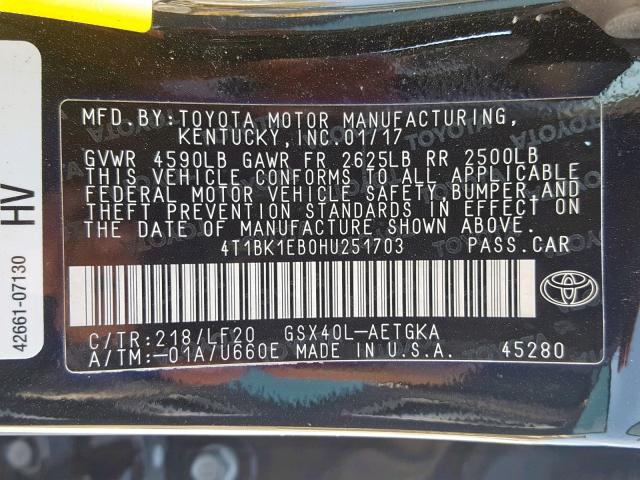 MFD.BY:TOYOTA MOTOR MANUFACTURING,
KENTUCKY,INC.01/17
GVWR 4590LB GAWR FR 2625LB RR 2500LB
THIS VEHICLE CONFORMS TO ALL APPLICABLE
FEDERAL MOTOR VEHICLE SAFETY,BUMPER,AND
THEFT PREVENTION STANDARDS IN EFFECT ON
THE DATE OF MANUFACTURE SHOWN ABOVE.
4T1BK1EB0HU251703 PASS.CAR
C/TR:218/LF20 GSX40L-AETGKA
A/TM:-01A7U660E MADE IN U.S.A. 45280
42661-07130 HV